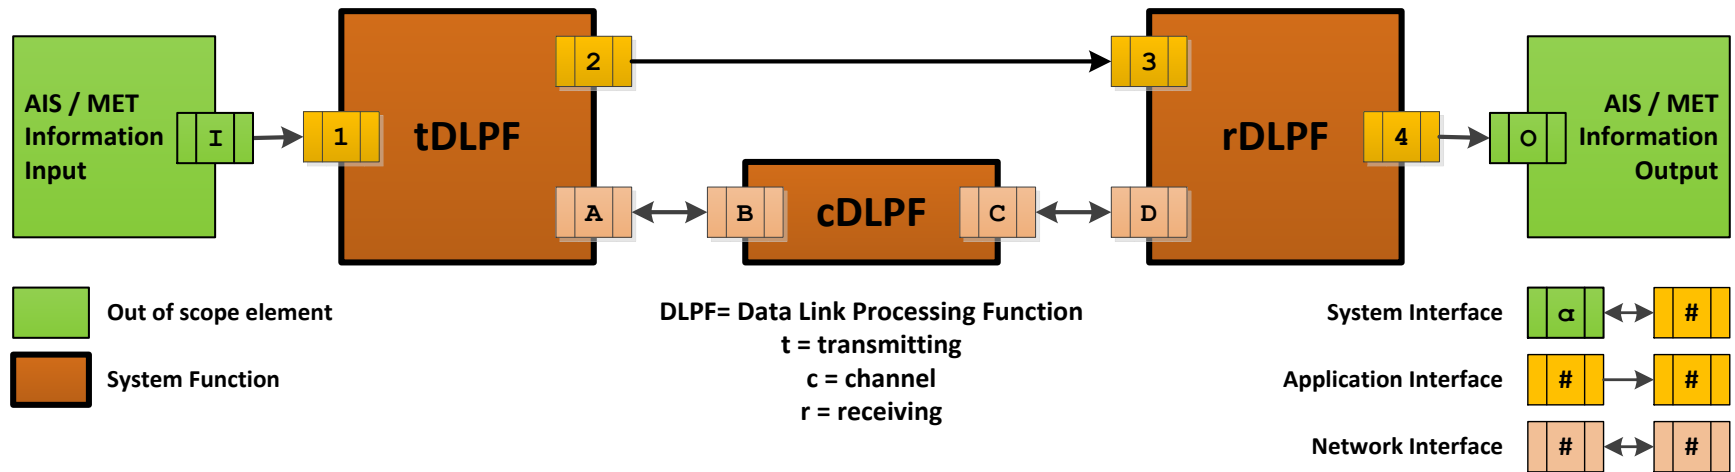 AIS / MET
Information
Input
I
1
tDLPF
2
A
B
cDLPF
C
D
3
rDLPF
4
O
AIS / MET
Information
Output
Out of scope element
System Function
DLPF= Data Link Processing Function
t = transmitting
c = channel
r = receiving
System Interface
α #
Application Interface
# #
Network Interface
# #